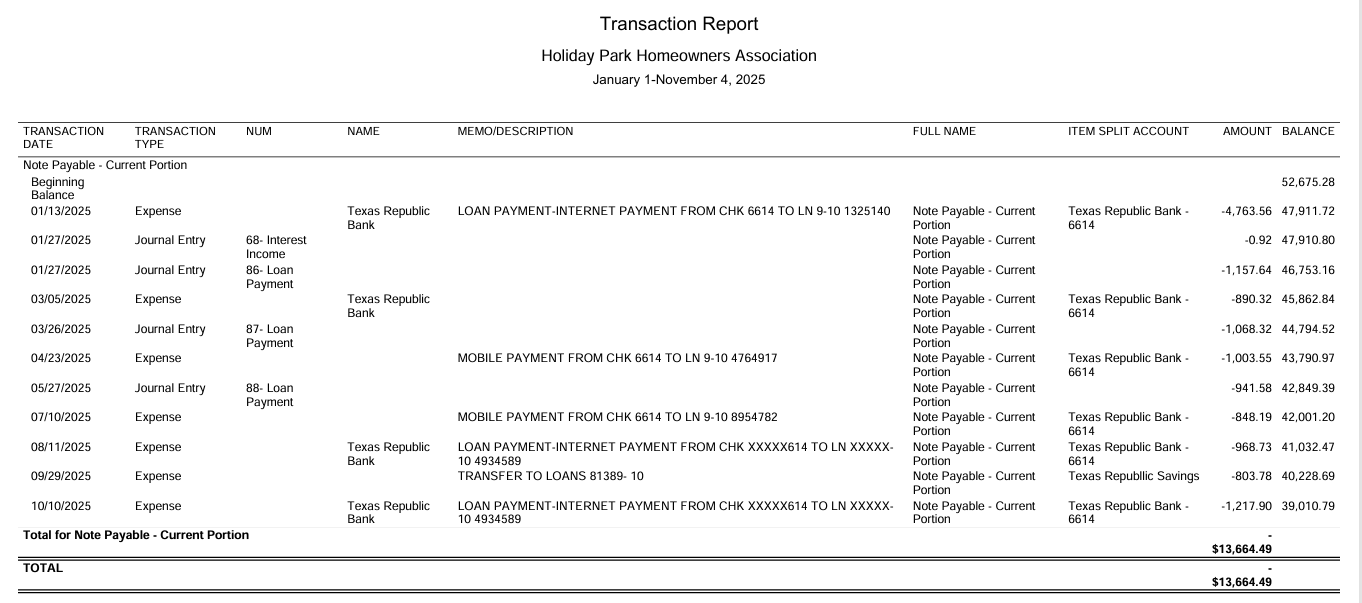 Transaction Report
Holiday Park Homeowners Association
January 1-November 4, 2025
TRANSACTION DATE TRANSACTION TYPE NUM NAME MEMO/DESCRIPTION FULL NAME ITEM SPLIT ACCOUNT AMOUNT BALANCE
Note Payable - Current Portion
Beginning Balance 52,675.28
01/13/2025 Expense Texas Republic Bank LOAN PAYMENT-INTERNET PAYMENT FROM CHK 6614 TO LN 9-10 1325140 Note Payable - Current Portion Texas Republic Bank - 6614 -4,763.56 47,911.72
01/27/2025 Journal Entry 68- Interest Income Note Payable - Current Portion -0.92 47,910.80
01/27/2025 Journal Entry 86- Loan Payment Note Payable - Current Portion -1,157.64 46,753.16
03/05/2025 Expense Texas Republic Bank Note Payable - Current Portion Texas Republic Bank - 6614 -890.32 45,862.84
03/26/2025 Journal Entry 87- Loan Payment Note Payable - Current Portion -1,068.32 44,794.52
04/23/2025 Expense MOBILE PAYMENT FROM CHK 6614 TO LN 9-10 4764917 Note Payable - Current Portion Texas Republic Bank - 6614 -1,003.55 43,790.97
05/27/2025 Journal Entry 88- Loan Payment Note Payable - Current Portion -941.58 42,849.39
07/10/2025 Expense MOBILE PAYMENT FROM CHK 6614 TO LN 9-10 8954782 Note Payable - Current Portion Texas Republic Bank - 6614 -848.19 42,001.20
08/11/2025 Expense Texas Republic Bank LOAN PAYMENT-INTERNET PAYMENT FROM CHK XXXXX614 TO LN XXXXX-10 4934589 Note Payable - Current Portion Texas Republic Bank - 6614 -968.73 41,032.47
09/29/2025 Expense TRANSFER TO LOANS 81389- 10 Note Payable - Current Portion Texas Republlic Savings -803.78 40,228.69
10/10/2025 Expense Texas Republic Bank LOAN PAYMENT-INTERNET PAYMENT FROM CHK XXXXX614 TO LN XXXXX-10 4934589 Note Payable - Current Portion Texas Republic Bank - 6614 -1,217.90 39,010.79
Total for Note Payable - Current Portion -$13,664.49
TOTAL -$13,664.49